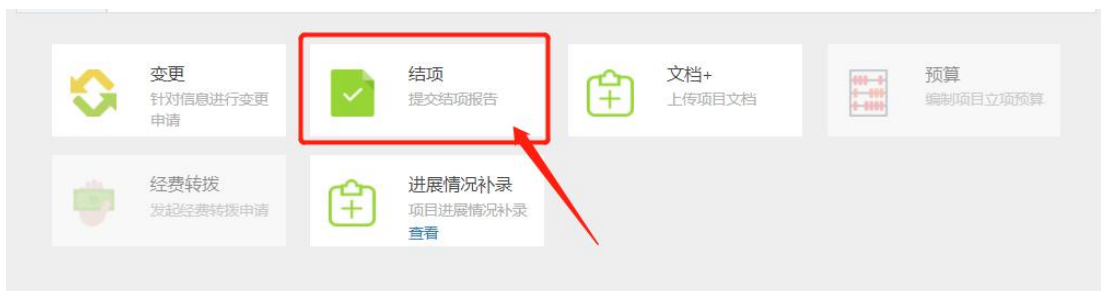 变更
针对信息进行变更
申请
结项
提交结项报告
文档+
上传项目文档
预算
编制项目立项预算
经费转拨
发起经费转拨申请
进展情况补录
项目进展情况补录
查看